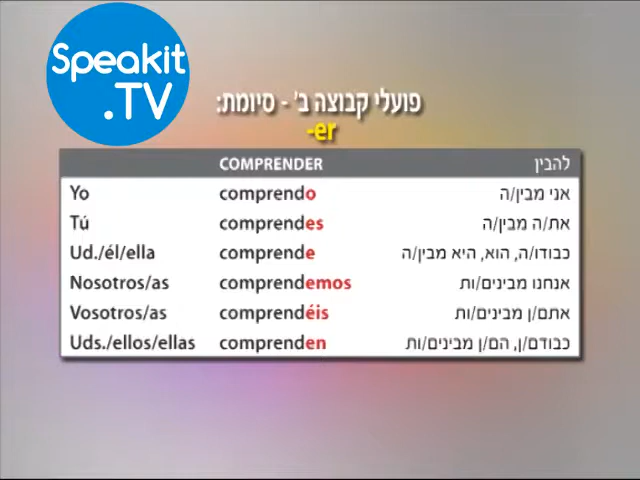 Speakit
.TV
פועלי קבוצה ב' - סיומת:
-er
COMPRENDER להבין
Yo comprendo אני מבין/ה
Tú comprendes את/ה מבין/ה
Ud./él/ella comprende כבודו/ה, הוא, היא מבין/ה
Nosotros/as comprendemos אנחנו מבינים/ות
Vosotros/as comprendéis אתם/ן מבינים/ות
Uds./ellos/ellas comprenden כבודם/ן, הם/ן מבינים/ות